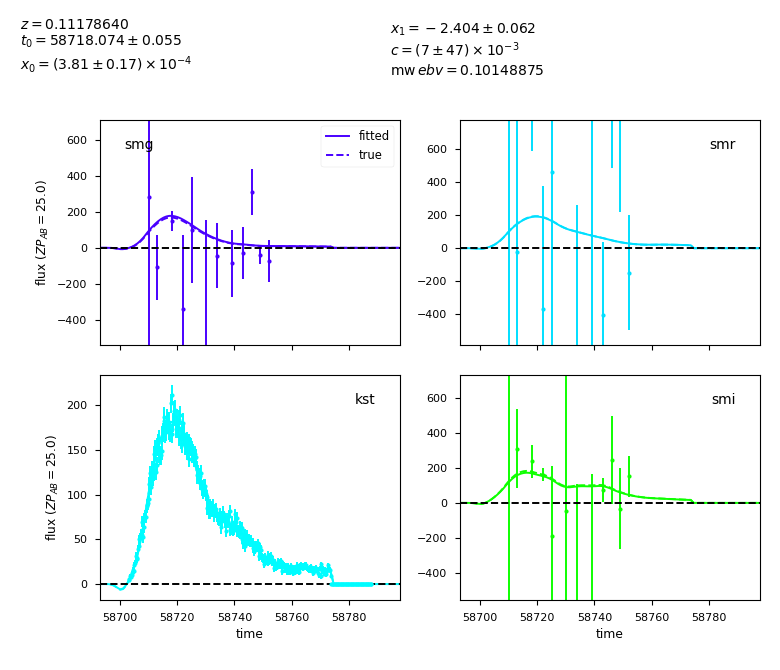 z = 0.11178640
t₀ = 58718.074 ± 0.055
x₀ = (3.81 ± 0.17) × 10⁻⁴
x₁ = −2.404 ± 0.062
c = (7 ± 47) × 10⁻³
mw ebv = 0.10148875
smg
fitted
true
600
400
200
0
−200
−400
flux (ZP_AB = 25.0)
smr
600
400
200
0
−200
−400
kst
200
150
100
50
0
flux (ZP_AB = 25.0)
58700 58720 58740 58760 58780
time
smi
600
400
200
0
−200
−400
58700 58720 58740 58760 58780
time